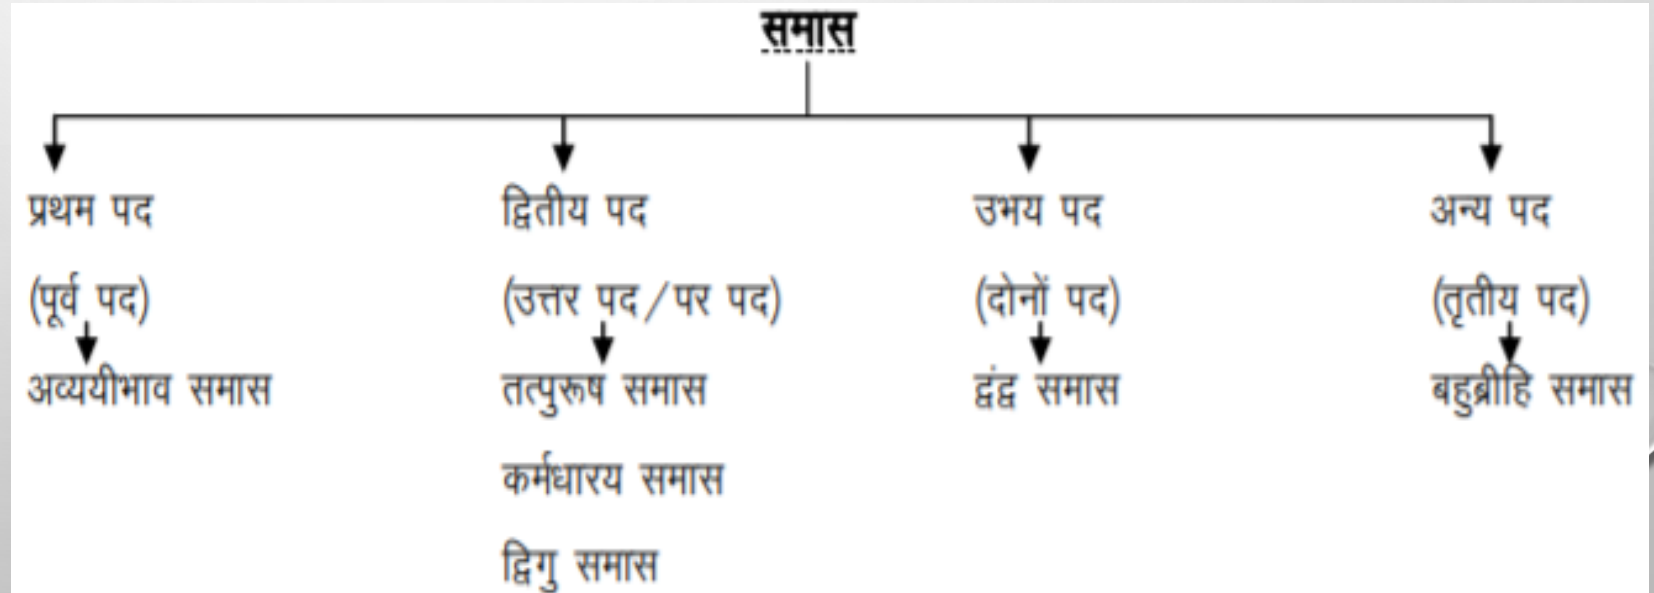 समास
प्रथम पद
द्वितीय पद
उभय पद
अन्य पद
(पूर्व पद)
(उत्तर पद/पर पद)
(दोनों पद)
(तृतीय पद)
अव्ययीभाव समास
तत्पुरूष समास
द्वंद्व समास
बहुब्रीहि समास
कर्मधारय समास
द्विगु समास